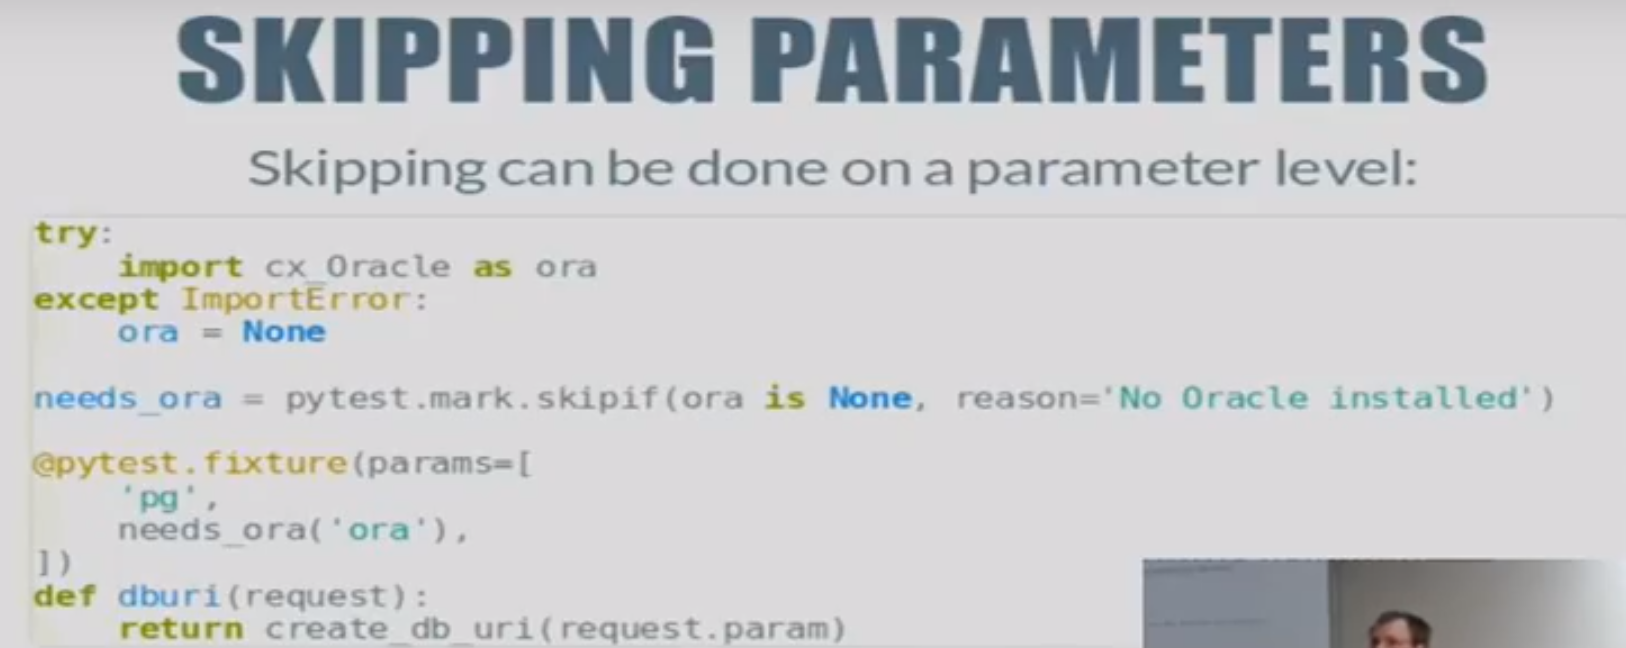 SKIPPING PARAMETERS
Skipping can be done on a parameter level:
try:
    import cx_Oracle as ora
except ImportError:
    ora = None
needs_ora = pytest.mark.skipif(ora is None, reason='No Oracle installed')
@pytest.fixture(params=[
    'pg',
    needs_ora('ora'),
])
def dburi(request):
    return create_db_uri(request.param)